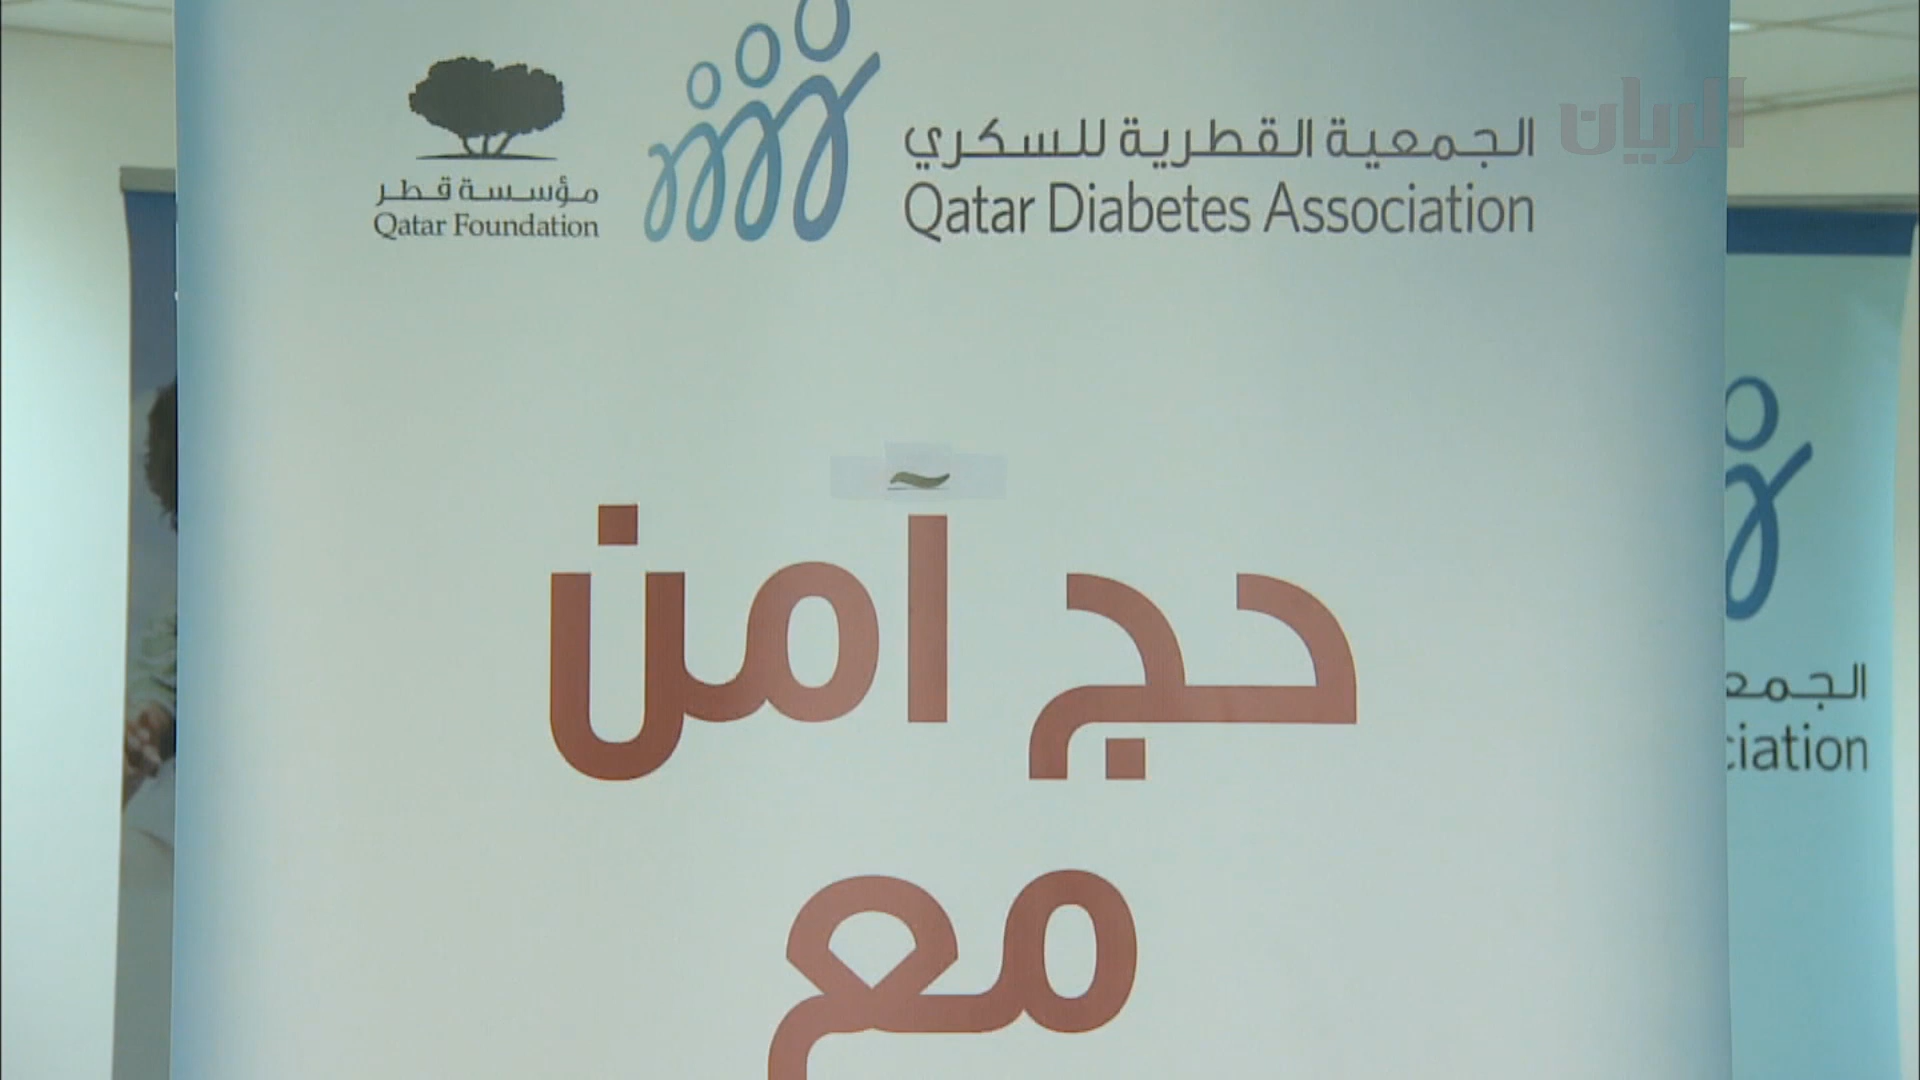 الريان
الجمعية القطرية للسكري
Qatar Diabetes Association
مؤسسة قطر
Qatar Foundation
حج آمن
مع
الجمع
ciation